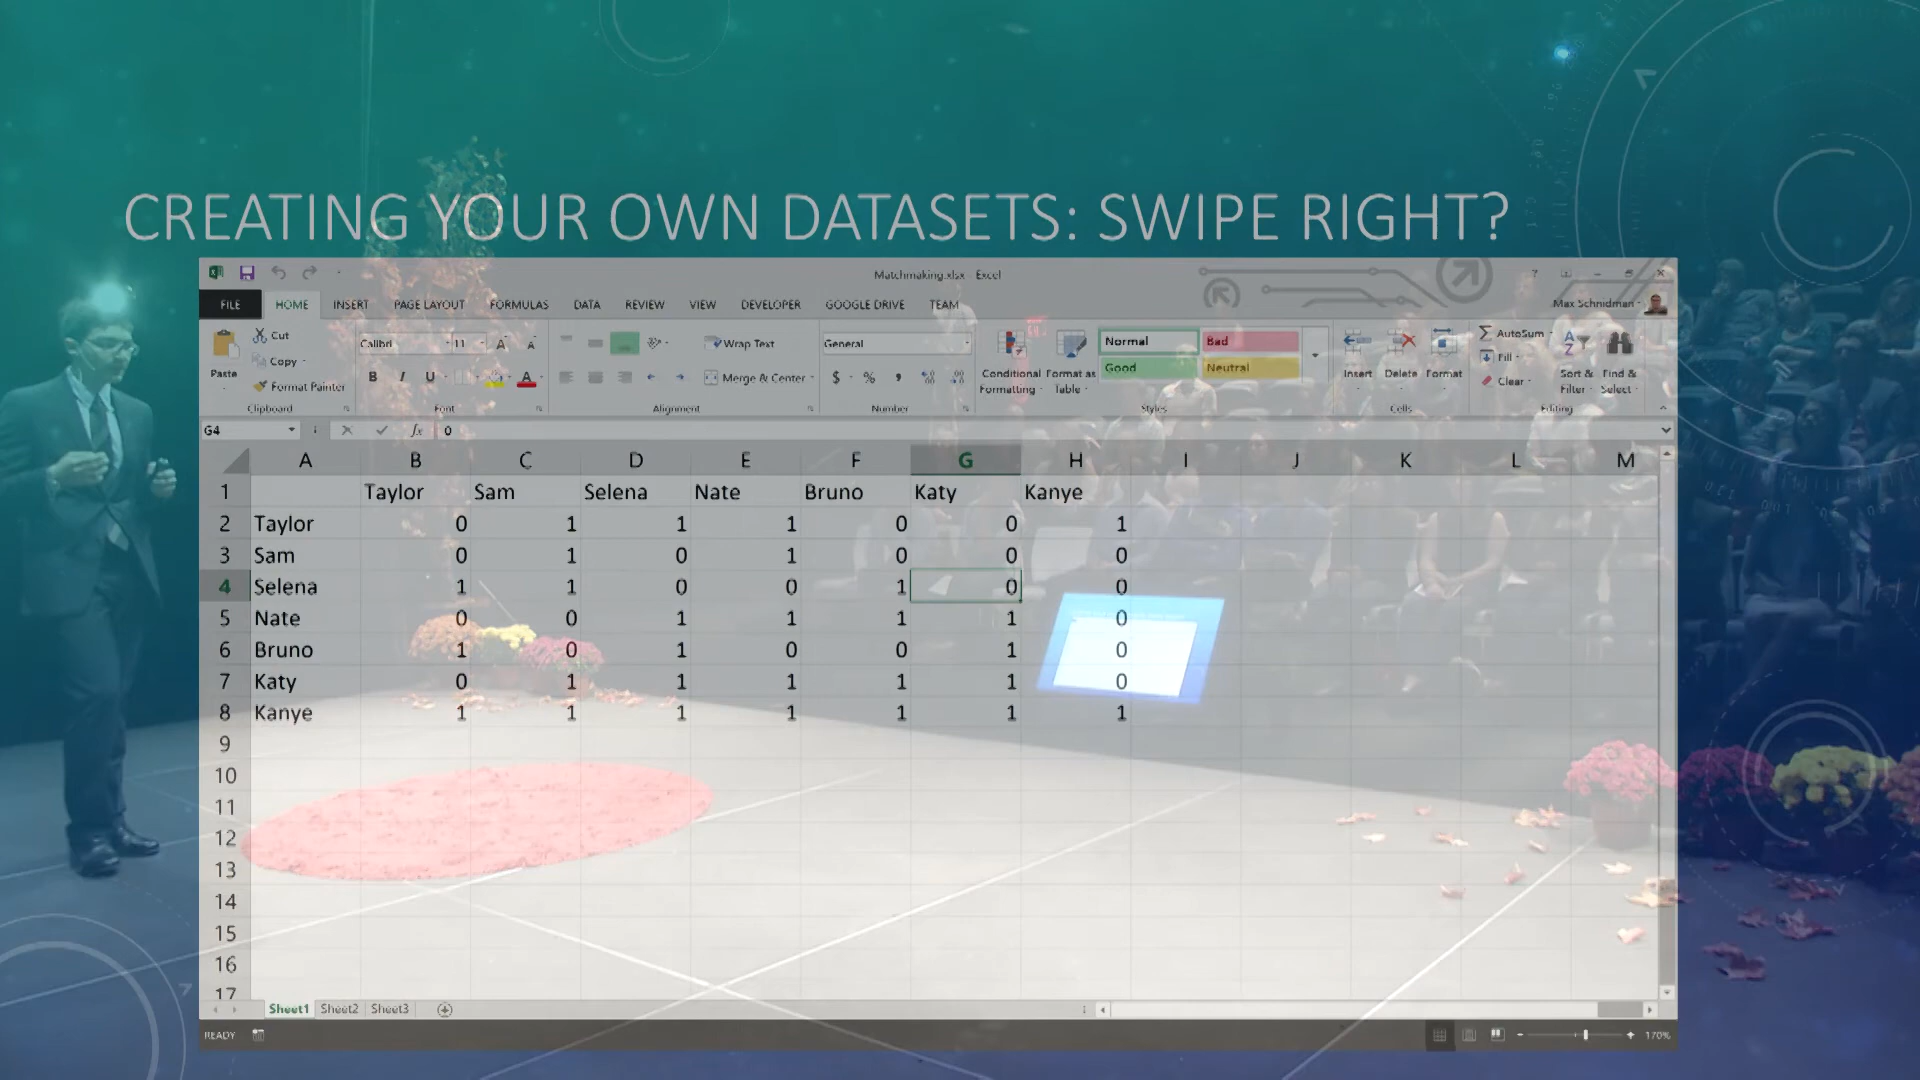 CREATING YOUR OWN DATASETS: SWIPE RIGHT?
Matchmaking.xlsx - Excel
FILE HOME INSERT PAGE LAYOUT FORMULAS DATA REVIEW VIEW DEVELOPER GOOGLE DRIVE TEAM Max Schnidman
Cut Calibri 11 A A Wrap Text General Normal Bad AutoSum
Copy Good Neutral Fill
Paste Format Painter B I U A Merge & Center $ % , Conditional Formatting Format as Table Insert Delete Format Clear Sort & Filter Find & Select
Clipboard Font Alignment Number Styles Cells Editing
G4 fx 0
A B C D E F G H I J K L M
1 Taylor Sam Selena Nate Bruno Katy Kanye
2 Taylor 0 1 1 1 0 0 1
3 Sam 0 1 0 1 0 0 0
4 Selena 1 1 0 0 1 0 0
5 Nate 0 0 1 1 1 1 0
6 Bruno 1 0 1 0 0 1 0
7 Katy 0 1 1 1 1 1 0
8 Kanye 1 1 1 1 1 1 1
9
10
11
12
13
14
15
16
17
Sheet1 Sheet2 Sheet3
READY 170%